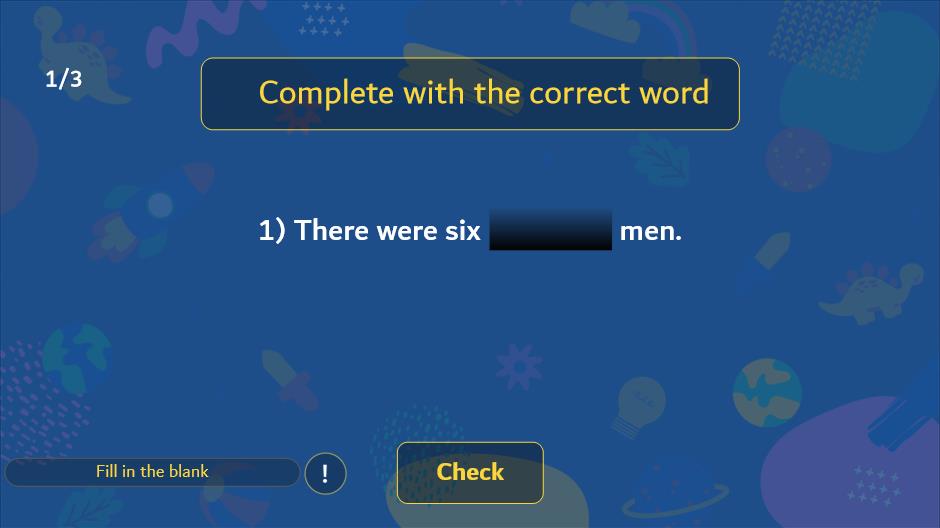 1/3
Complete with the correct word
1) There were six men.
Fill in the blank
!
Check